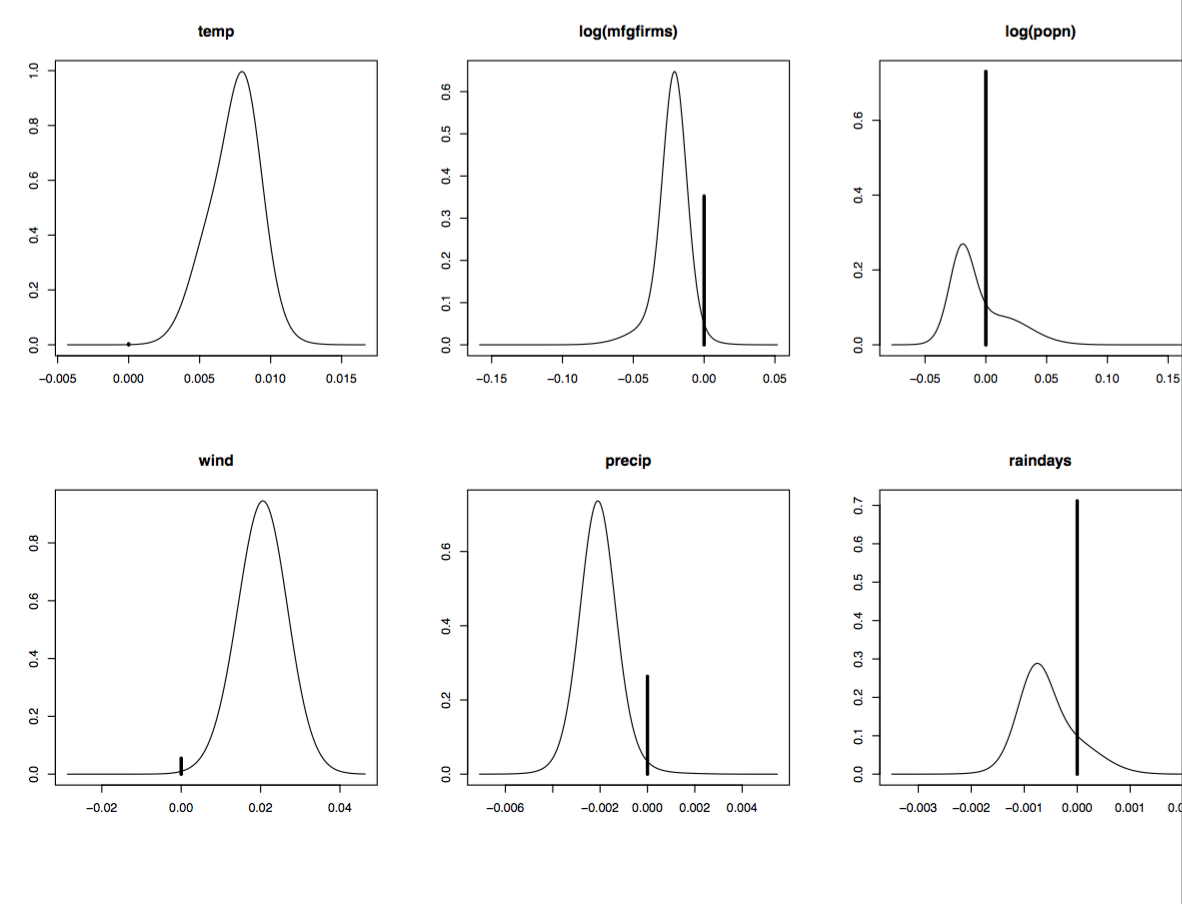 temp
log(mfgfirms)
log(popn)
0.0 0.2 0.4 0.6 0.8 1.0
0.0 0.1 0.2 0.3 0.4 0.5 0.6
0.0 0.2 0.4 0.6
−0.005 0.000 0.005 0.010 0.015
−0.15 −0.10 −0.05 0.00 0.05
−0.05 0.00 0.05 0.10 0.15
wind
precip
raindays
0.0 0.2 0.4 0.6 0.8
0.0 0.2 0.4 0.6
0.0 0.1 0.2 0.3 0.4 0.5 0.6 0.7
−0.02 0.00 0.02 0.04
−0.006 −0.002 0.000 0.002 0.004
−0.003 −0.002 −0.001 0.000 0.001